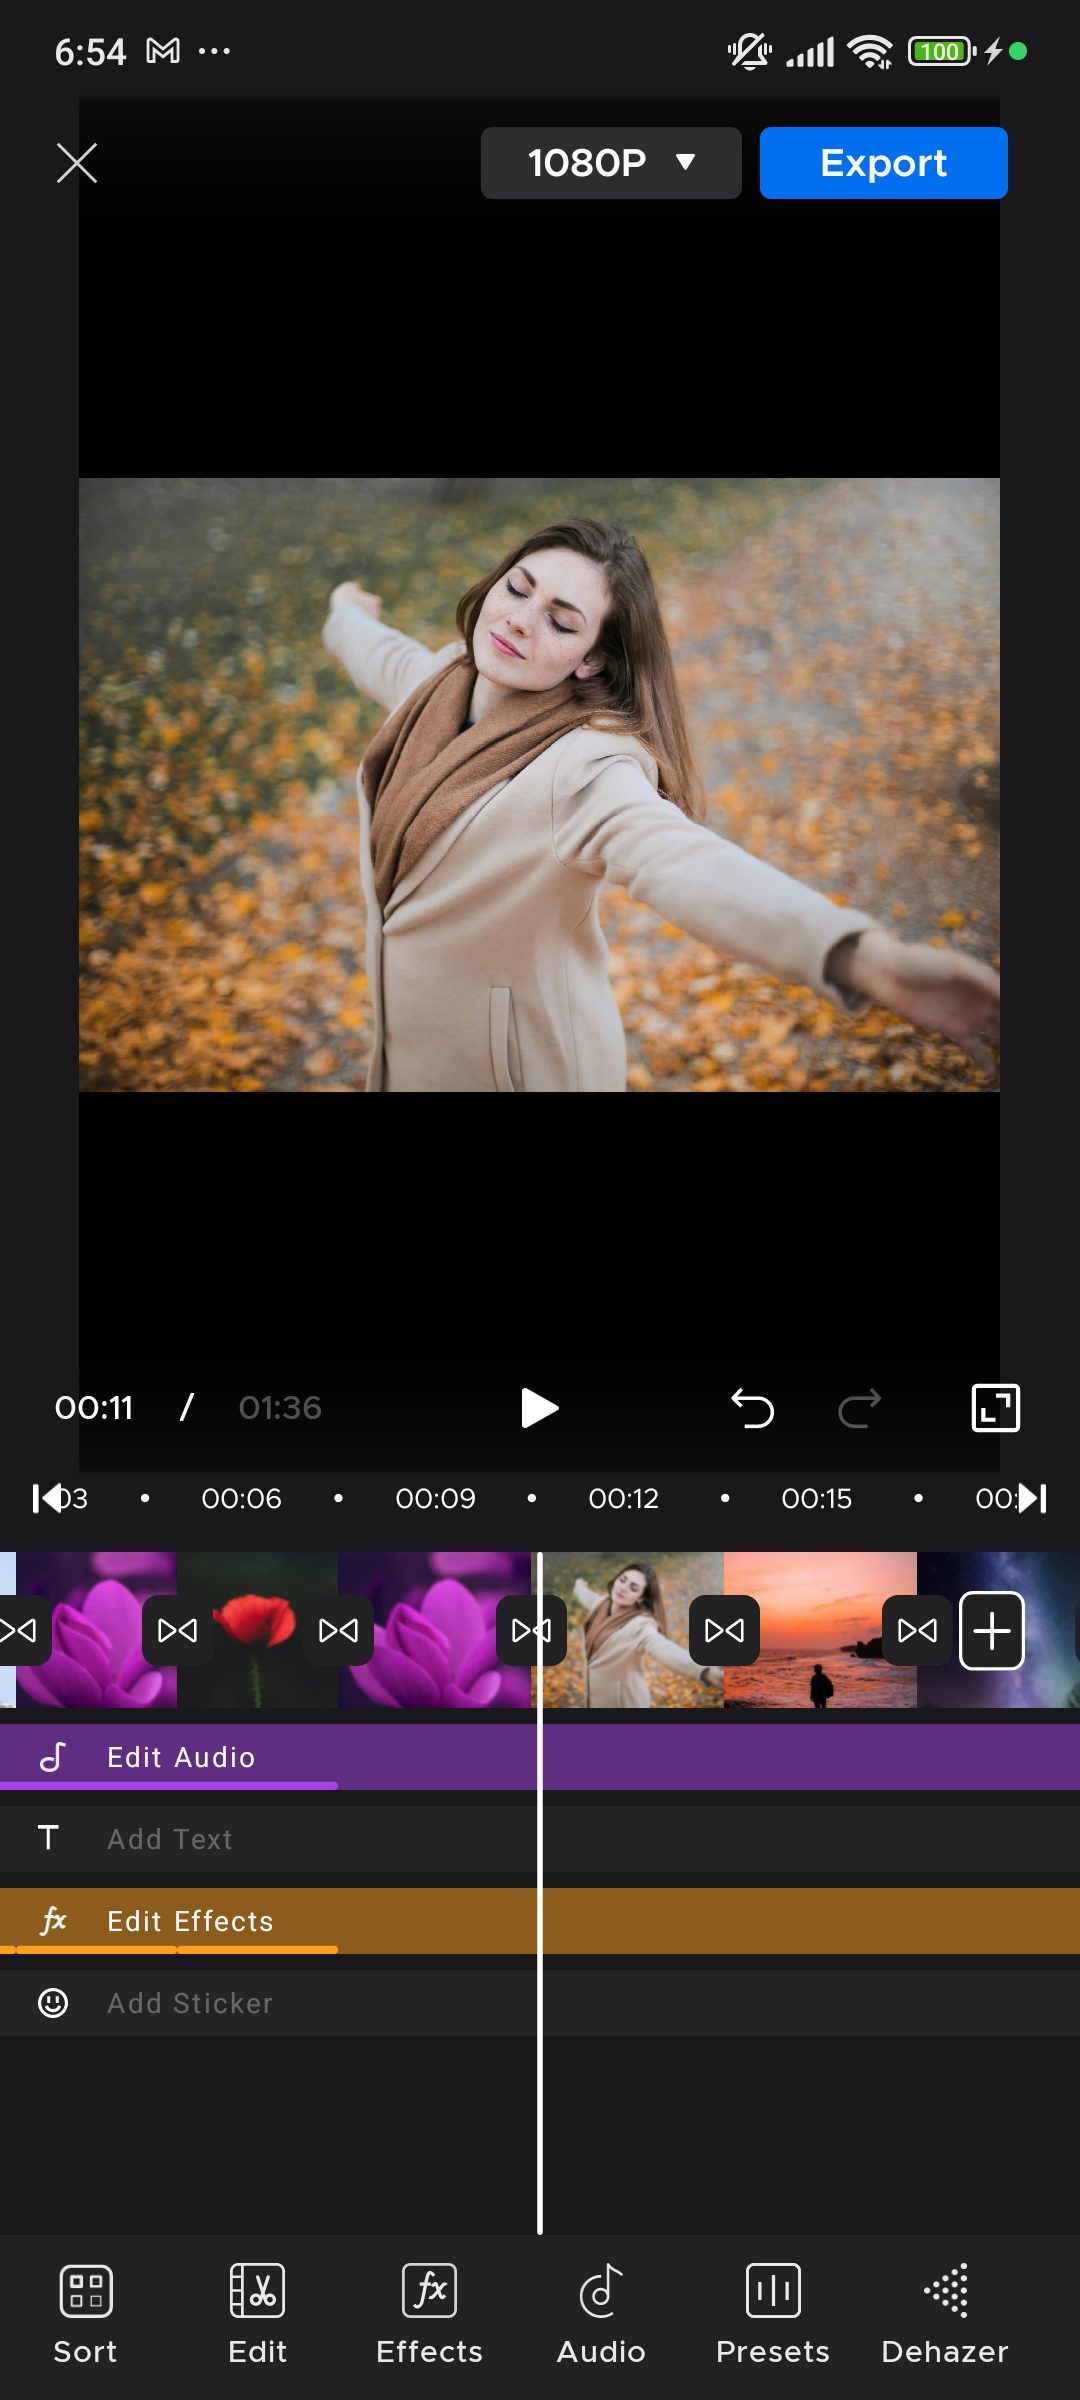 6:54
100
1080P
Export
00:11 / 01:36
03 00:06 00:09 00:12 00:15 00:
Edit Audio
Add Text
Edit Effects
Add Sticker
Sort Edit Effects Audio Presets Dehazer